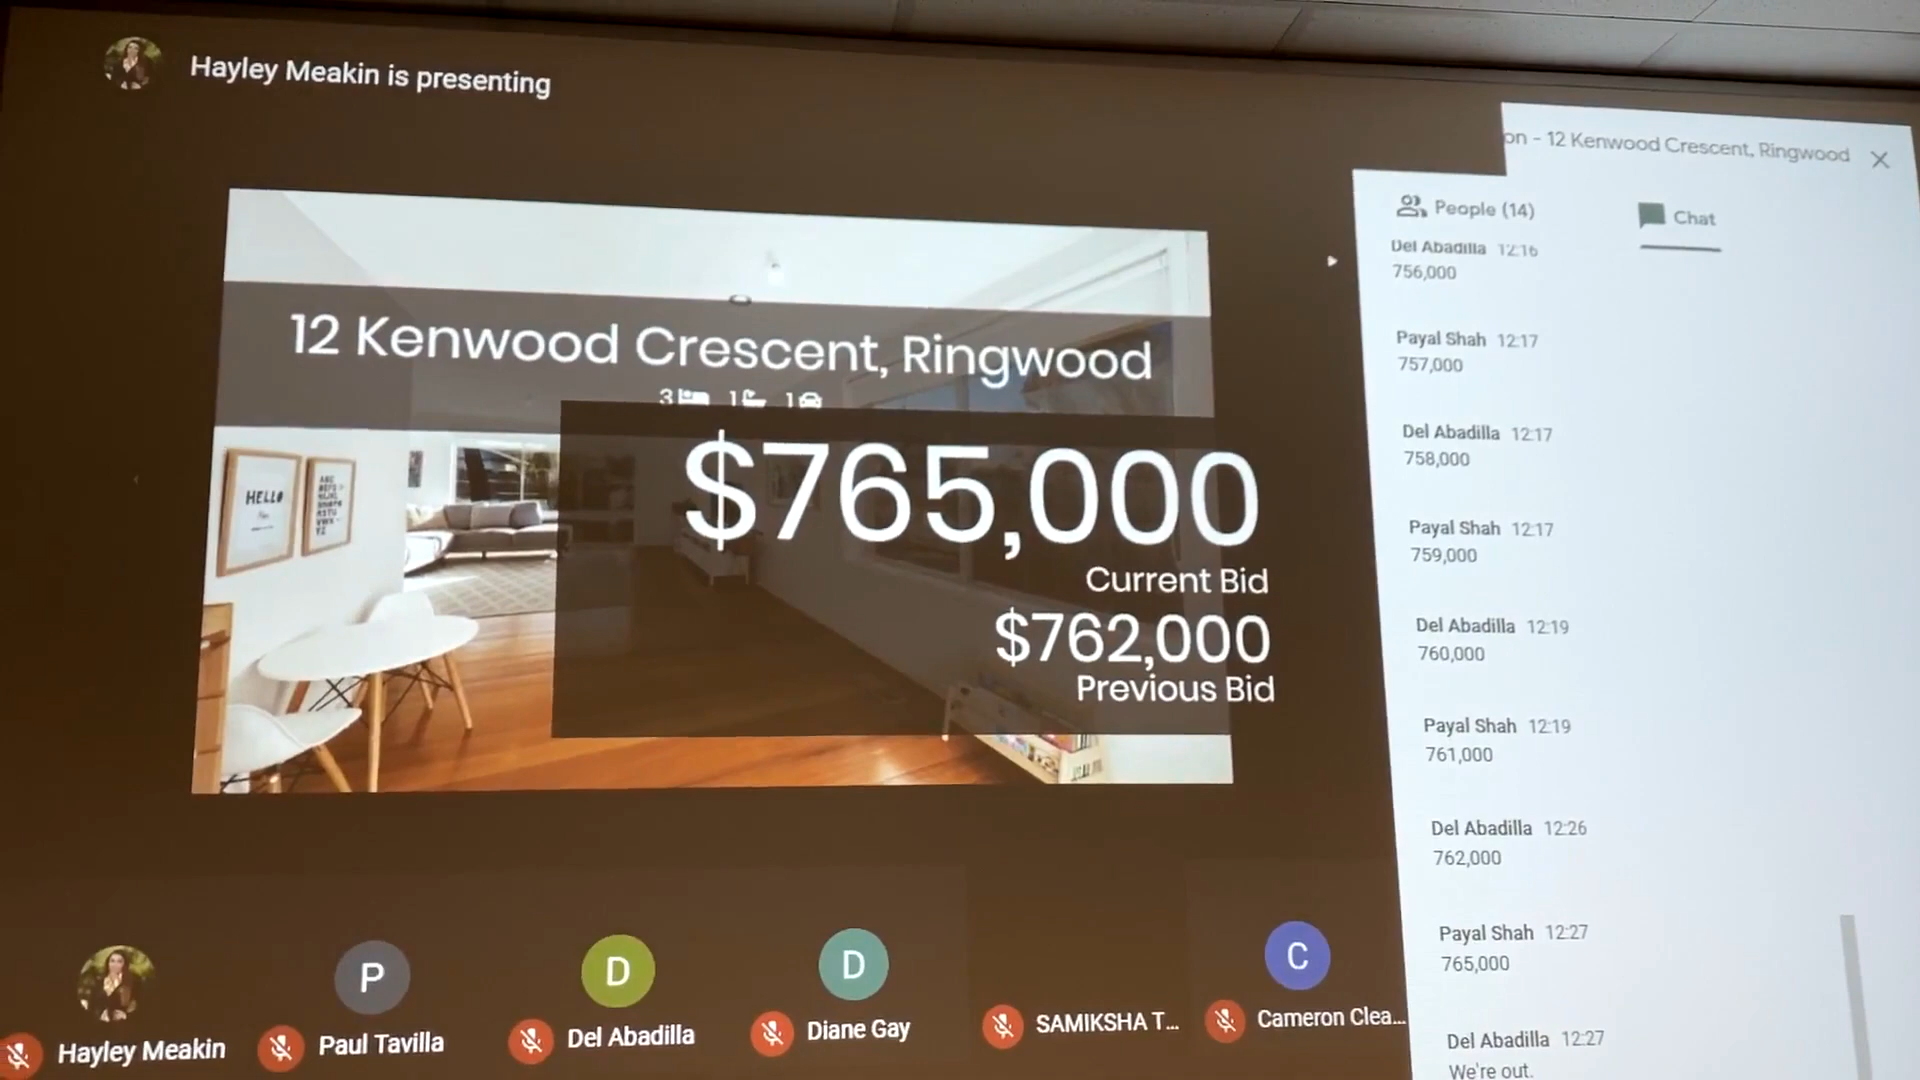 Hayley Meakin is presenting
on - 12 Kenwood Crescent, Ringwood
People (14)
Chat
12 Kenwood Crescent, Ringwood
3 1 1
HELLO
$765,000
Current Bid
$762,000
Previous Bid
Del Abadilla 12:16
756,000
Payal Shah 12:17
757,000
Del Abadilla 12:17
758,000
Payal Shah 12:17
759,000
Del Abadilla 12:19
760,000
Payal Shah 12:19
761,000
Del Abadilla 12:26
762,000
Payal Shah 12:27
765,000
Del Abadilla 12:27
We're out.
P
D
D
C
Hayley Meakin
Paul Tavilla
Del Abadilla
Diane Gay
SAMIKSHA T...
Cameron Clea...